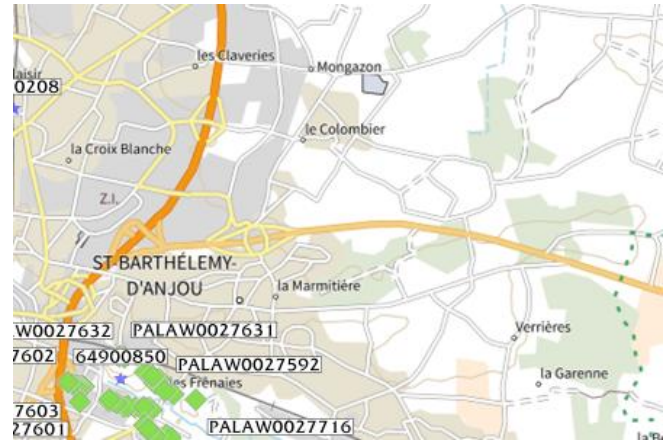 les Claveries
Mongazon
laisir
0208
le Colombier
la Croix Blanche
Z.I.
ST-BARTHÉLEMY-
D'ANJOU
la Marmitière
W0027632
PALAW0027631
Verrières
7602
64900850
PALAW0027592
la Garenne
les Frênaies
7603
27601
PALAW0027716